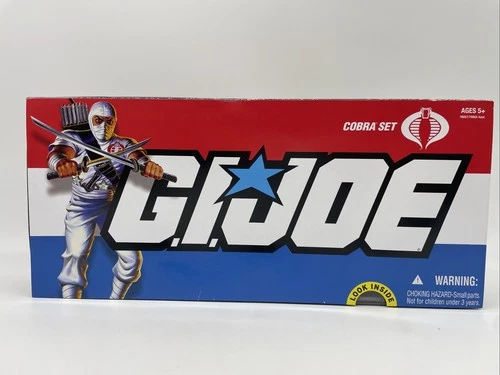 AGES 5+
COBRA SET
G.I.JOE
LOOK INSIDE
WARNING:
CHOKING HAZARD-Small parts.
Not for children under 3 years.